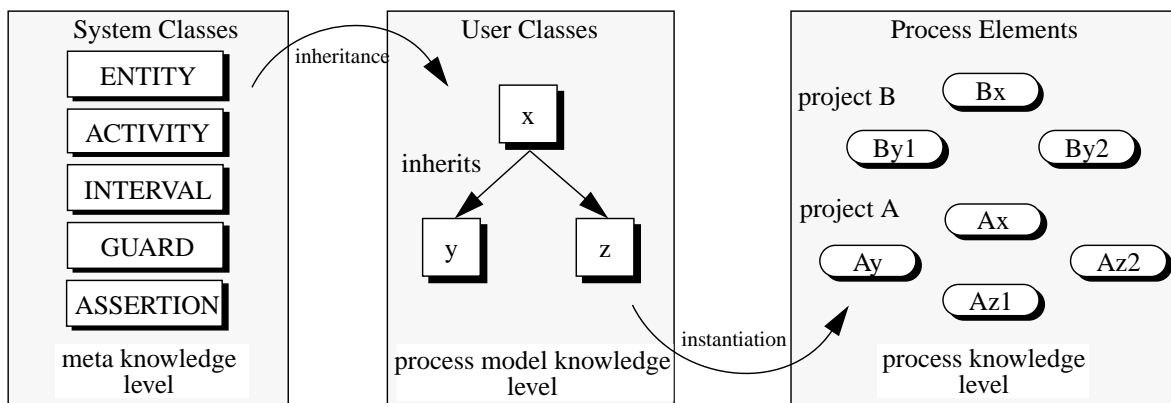 System Classes
ENTITY
ACTIVITY
INTERVAL
GUARD
ASSERTION
meta knowledge
level
inheritance
User Classes
x
inherits
y
z
process model knowledge
level
instantiation
Process Elements
project B
Bx
By1
By2
project A
Ax
Ay
Az2
Az1
process knowledge
level